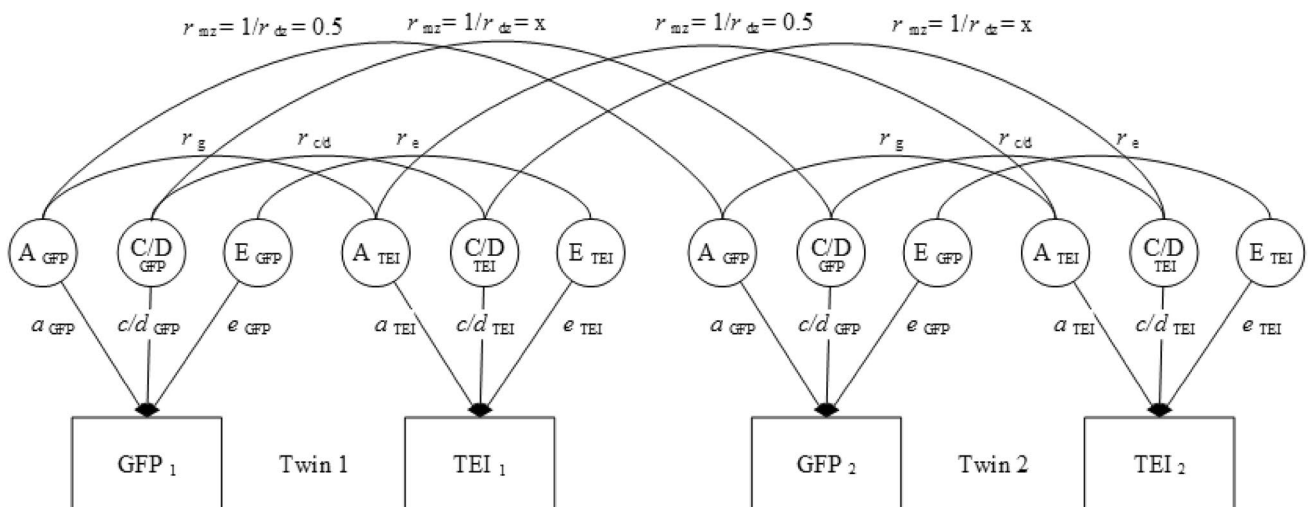 r mz = 1/r dz = 0.5 r mz = 1/r dz = x r mz = 1/r dz = 0.5 r mz = 1/r dz = x
r g r c/d r e r g r c/d r e
A GFP C/D GFP E GFP A TEI C/D TEI E TEI A GFP C/D GFP E GFP A TEI C/D TEI E TEI
a GFP c/d GFP e GFP a TEI c/d TEI e TEI a GFP c/d GFP e GFP a TEI c/d TEI e TEI
GFP 1 Twin 1 TEI 1 GFP 2 Twin 2 TEI 2